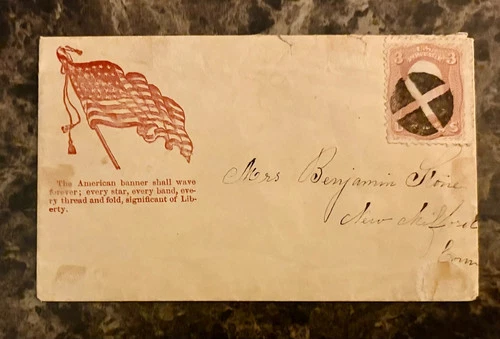 The American banner shall wave
forever; every star, every band, eve-
ry thread and fold, significant of Lib-
erty.
3 3
Mrs Benjamin Stone
New Milford
Conn